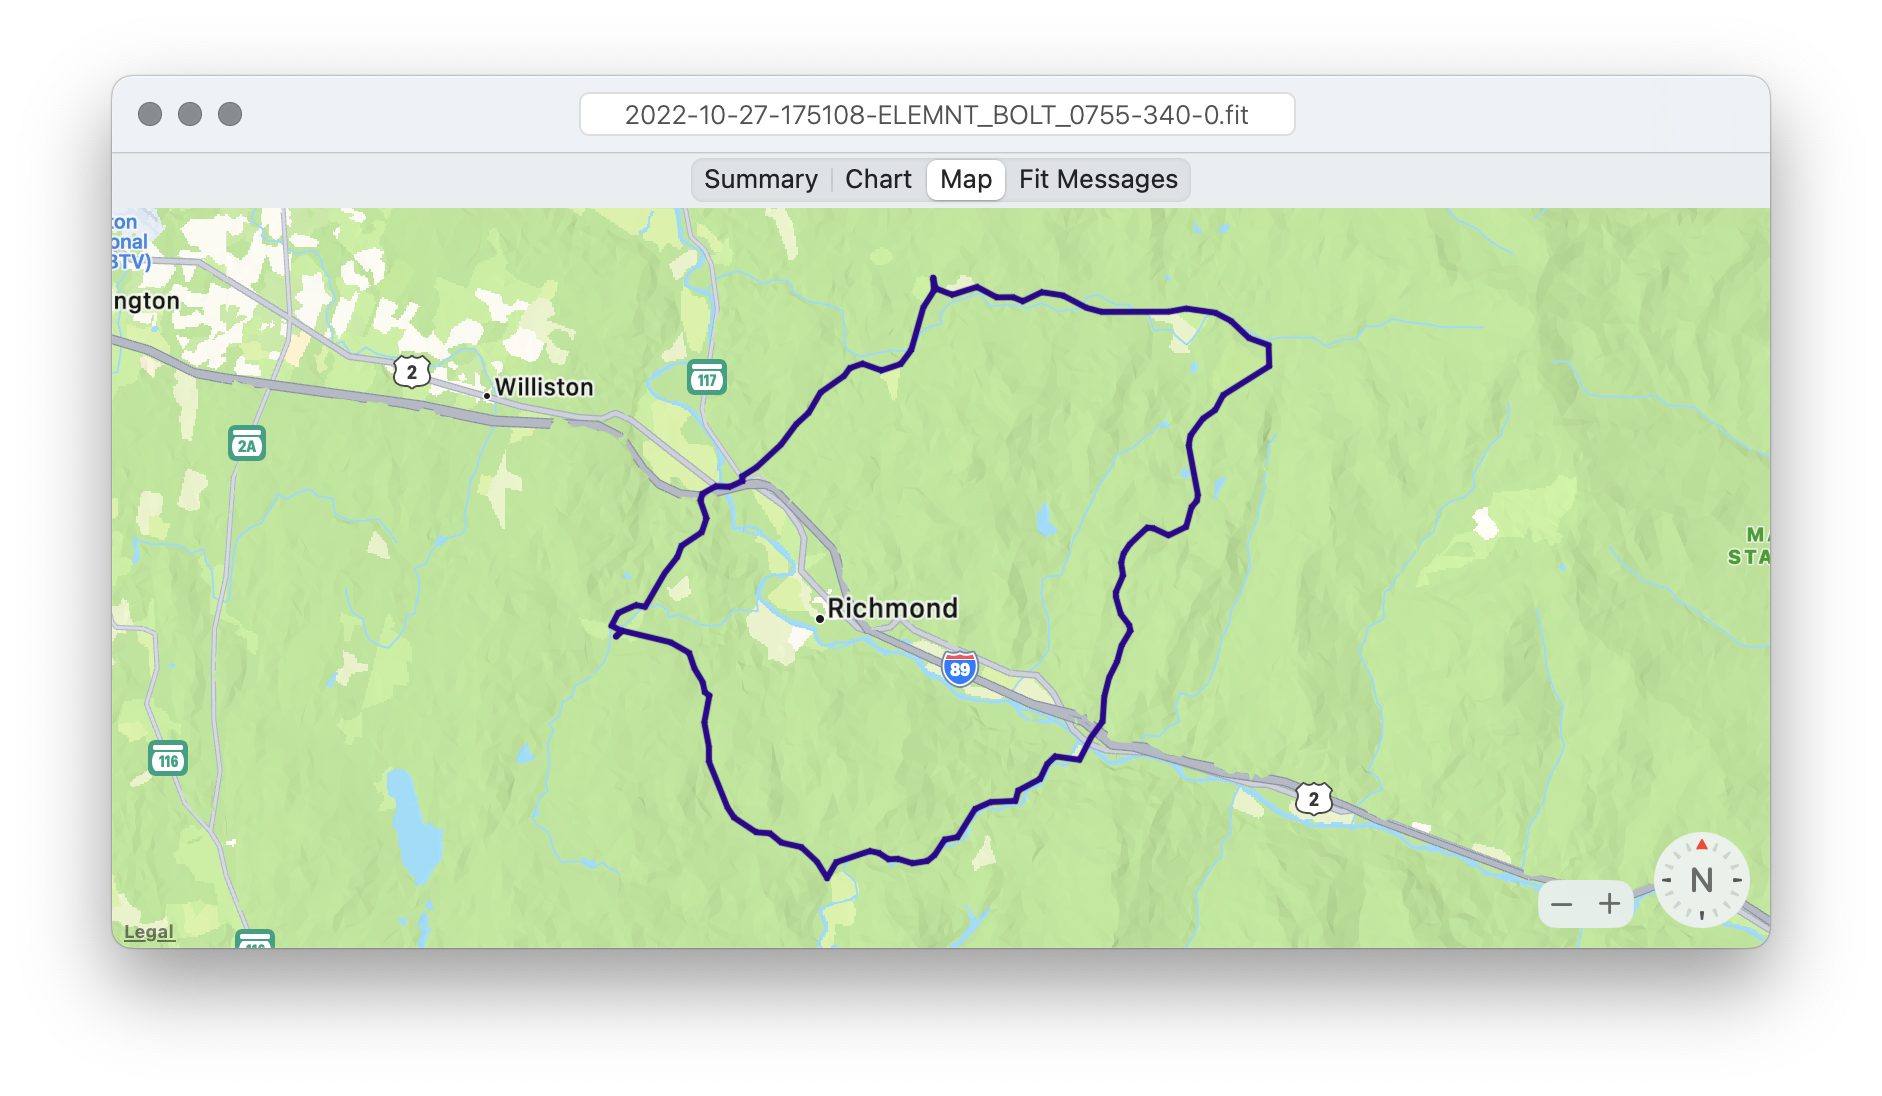 2022-10-27-175108-ELEMNT_BOLT_0755-340-0.fit
Summary
Chart
Map
Fit Messages
ton
onal
BTV)
ngton
2
Williston
117
2A
MA
STA
Richmond
89
116
2
N
Legal
− +